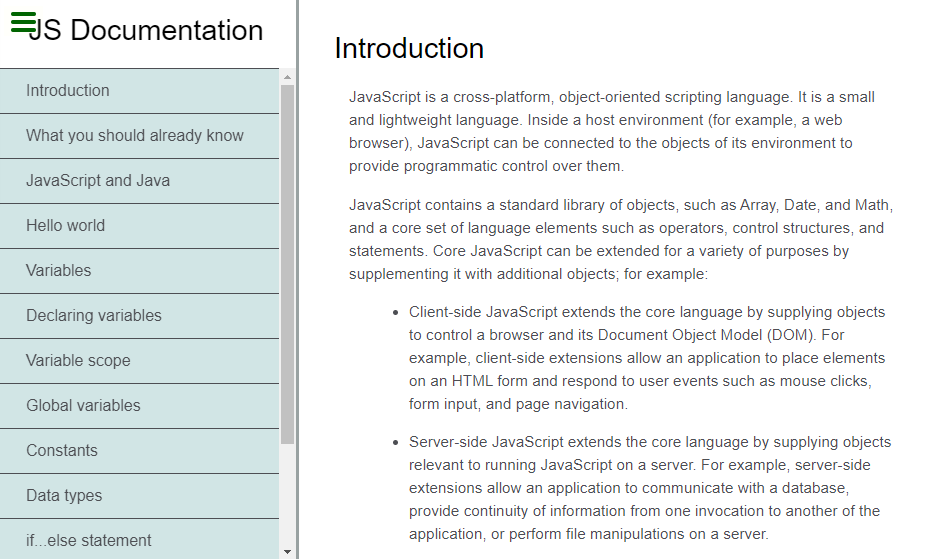 JS Documentation
Introduction
What you should already know
JavaScript and Java
Hello world
Variables
Declaring variables
Variable scope
Global variables
Constants
Data types
if...else statement
Introduction
JavaScript is a cross-platform, object-oriented scripting language. It is a small
and lightweight language. Inside a host environment (for example, a web
browser), JavaScript can be connected to the objects of its environment to
provide programmatic control over them.
JavaScript contains a standard library of objects, such as Array, Date, and Math,
and a core set of language elements such as operators, control structures, and
statements. Core JavaScript can be extended for a variety of purposes by
supplementing it with additional objects; for example:
• Client-side JavaScript extends the core language by supplying objects
to control a browser and its Document Object Model (DOM). For
example, client-side extensions allow an application to place elements
on an HTML form and respond to user events such as mouse clicks,
form input, and page navigation.
• Server-side JavaScript extends the core language by supplying objects
relevant to running JavaScript on a server. For example, server-side
extensions allow an application to communicate with a database,
provide continuity of information from one invocation to another of the
application, or perform file manipulations on a server.